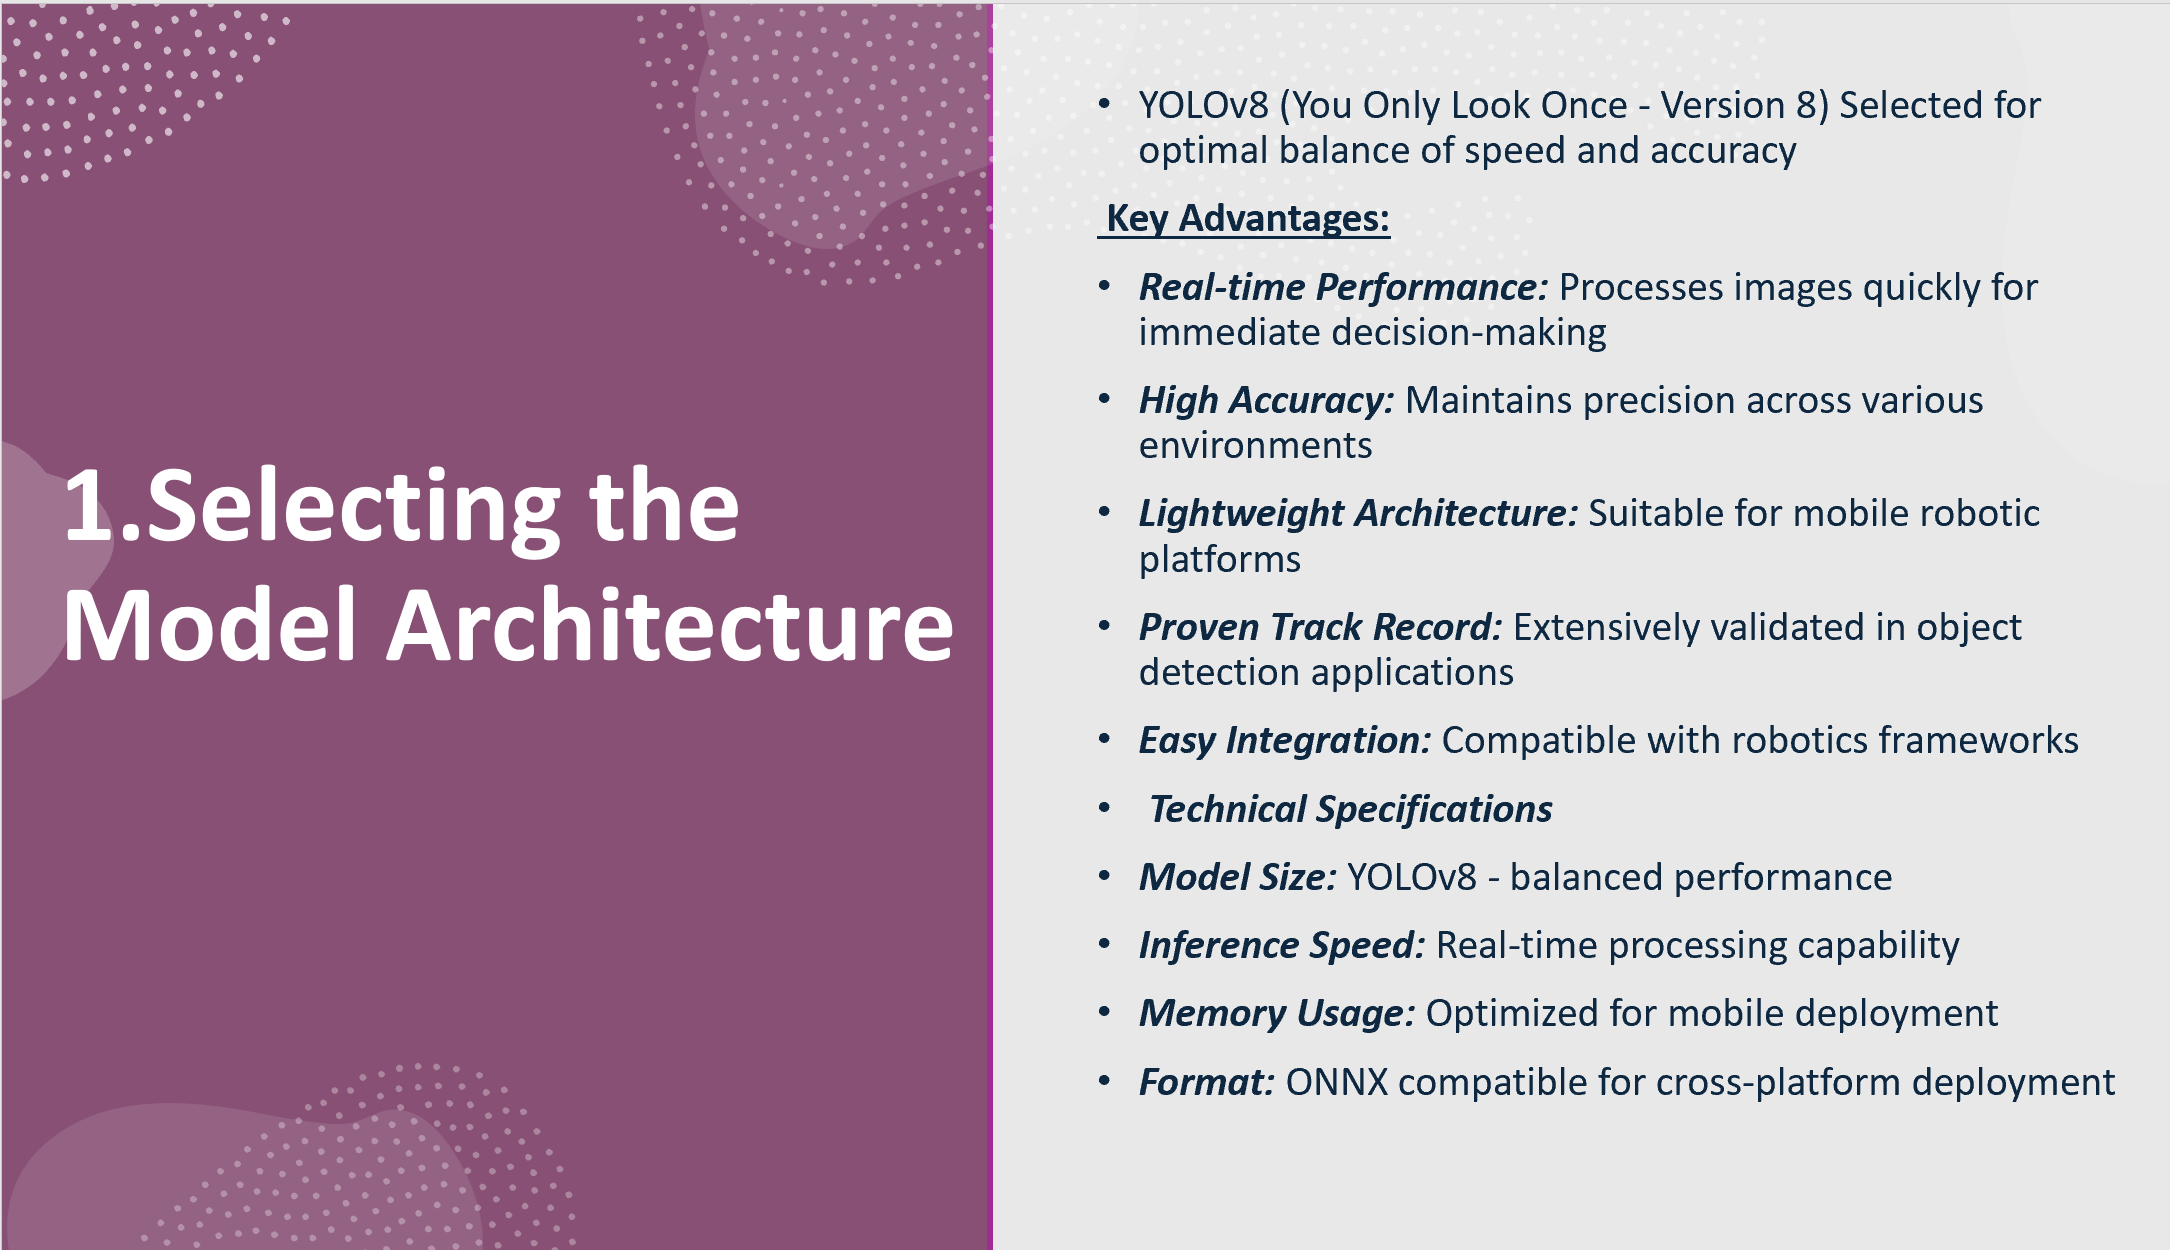 1.Selecting the
Model Architecture
• YOLOv8 (You Only Look Once - Version 8) Selected for
optimal balance of speed and accuracy
Key Advantages:
• Real-time Performance: Processes images quickly for
immediate decision-making
• High Accuracy: Maintains precision across various
environments
• Lightweight Architecture: Suitable for mobile robotic
platforms
• Proven Track Record: Extensively validated in object
detection applications
• Easy Integration: Compatible with robotics frameworks
• Technical Specifications
• Model Size: YOLOv8 - balanced performance
• Inference Speed: Real-time processing capability
• Memory Usage: Optimized for mobile deployment
• Format: ONNX compatible for cross-platform deployment